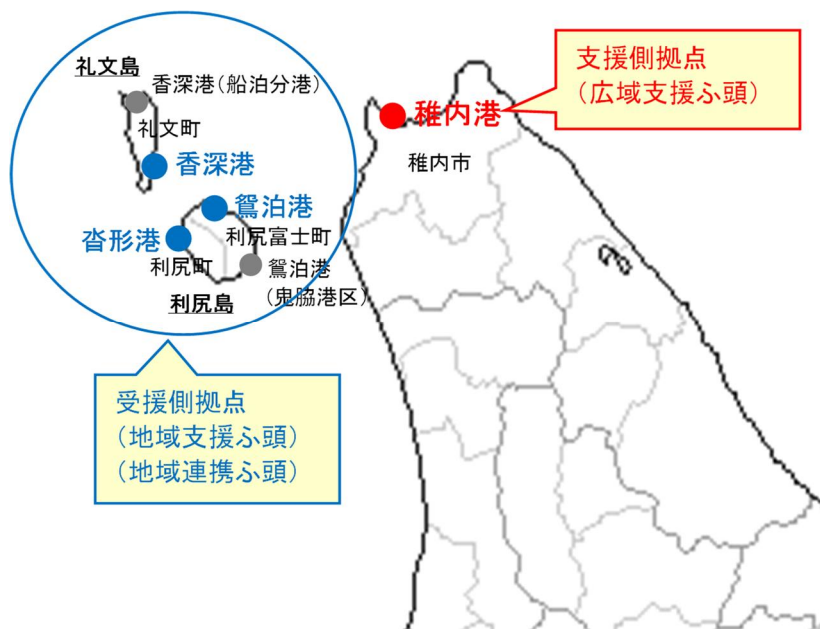 礼文島
香深港（船泊分港）
礼文町
香深港
鴛泊港
沓形港
利尻富士町
利尻町
鴛泊港
（鬼脇港区）
利尻島
稚内港
稚内市
支援側拠点
（広域支援ふ頭）
受援側拠点
（地域支援ふ頭）
（地域連携ふ頭）